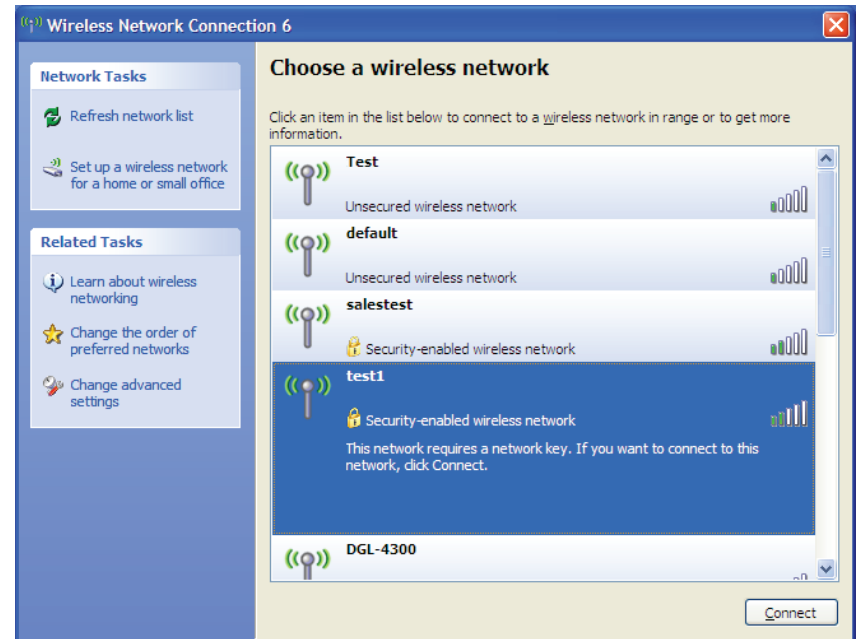 Wireless Network Connection 6
Network Tasks
Refresh network list
Set up a wireless network
for a home or small office
Related Tasks
Learn about wireless
networking
Change the order of
preferred networks
Change advanced
settings
Choose a wireless network
Click an item in the list below to connect to a wireless network in range or to get more
information.
Test
Unsecured wireless network
default
Unsecured wireless network
salestest
Security-enabled wireless network
test1
Security-enabled wireless network
This network requires a network key. If you want to connect to this
network, click Connect.
DGL-4300
Connect